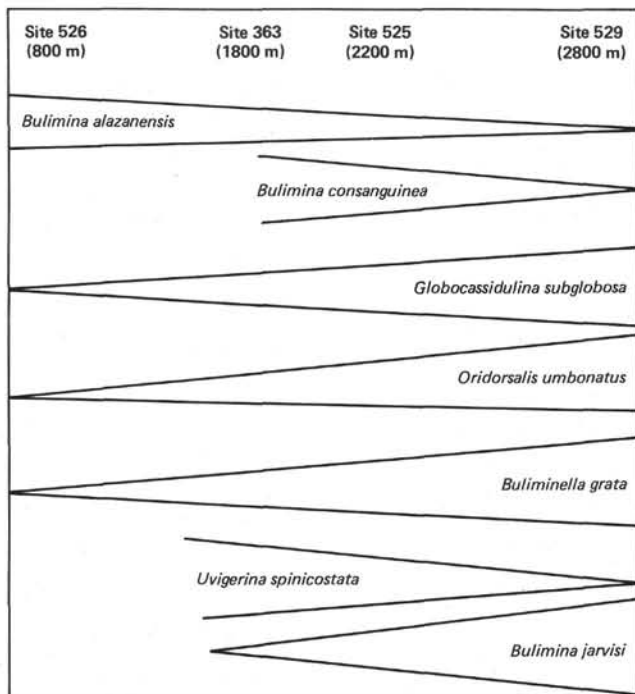 Site 526 Site 363 Site 525 Site 529
(800 m) (1800 m) (2200 m) (2800 m)
Bulimina alazanensis
Bulimina consanguinea
Globocassidulina subglobosa
Oridorsalis umbonatus
Buliminella grata
Uvigerina spinicostata
Bulimina jarvisi